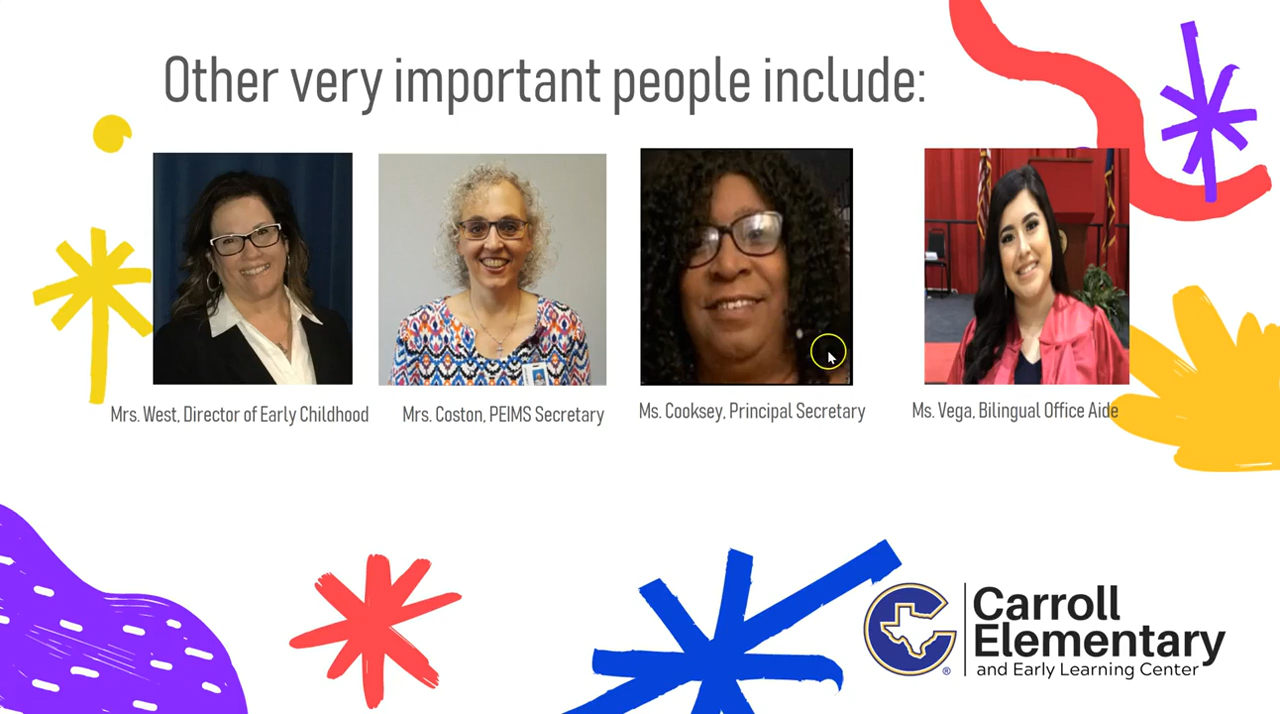 Other very important people include:
Mrs. West, Director of Early Childhood
Mrs. Coston, PEIMS Secretary
Ms. Cooksey, Principal Secretary
Ms. Vega, Bilingual Office Aide
C
®
Carroll
Elementary
and Early Learning Center